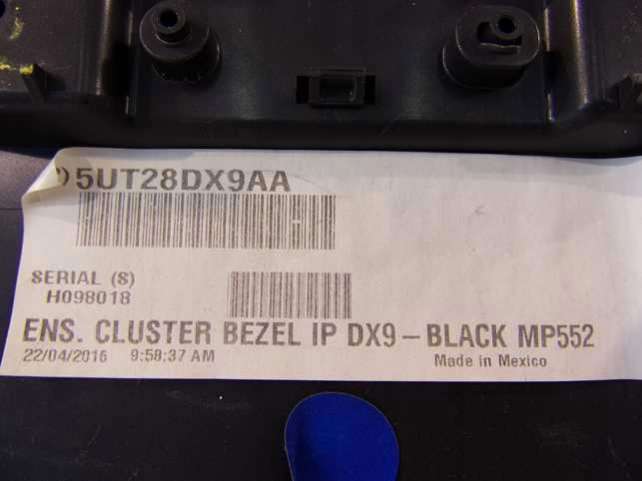 )5UT28DX9AA
SERIAL (S)
H098018
ENS. CLUSTER BEZEL IP DX9-BLACK MP552
22/04/2016 9:58:37 AM
Made in Mexico